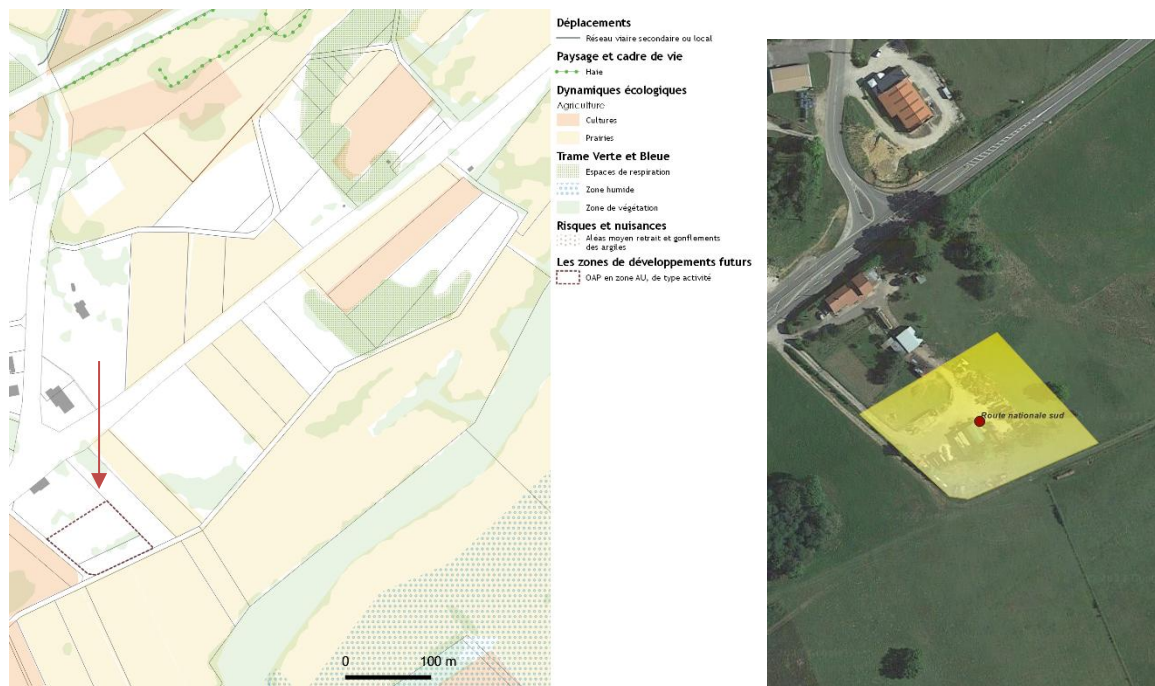 Déplacements
Réseau viaire secondaire ou local
Paysage et cadre de vie
Haie
Dynamiques écologiques
Agriculture
Cultures
Prairies
Trame Verte et Bleue
Espaces de respiration
Zone humide
Zone de végétation
Risques et nuisances
Aléas moyen retrait et gonflements
des argiles
Les zones de développements futurs
OAP en zone AU, de type activité
0 100 m
Route nationale sud